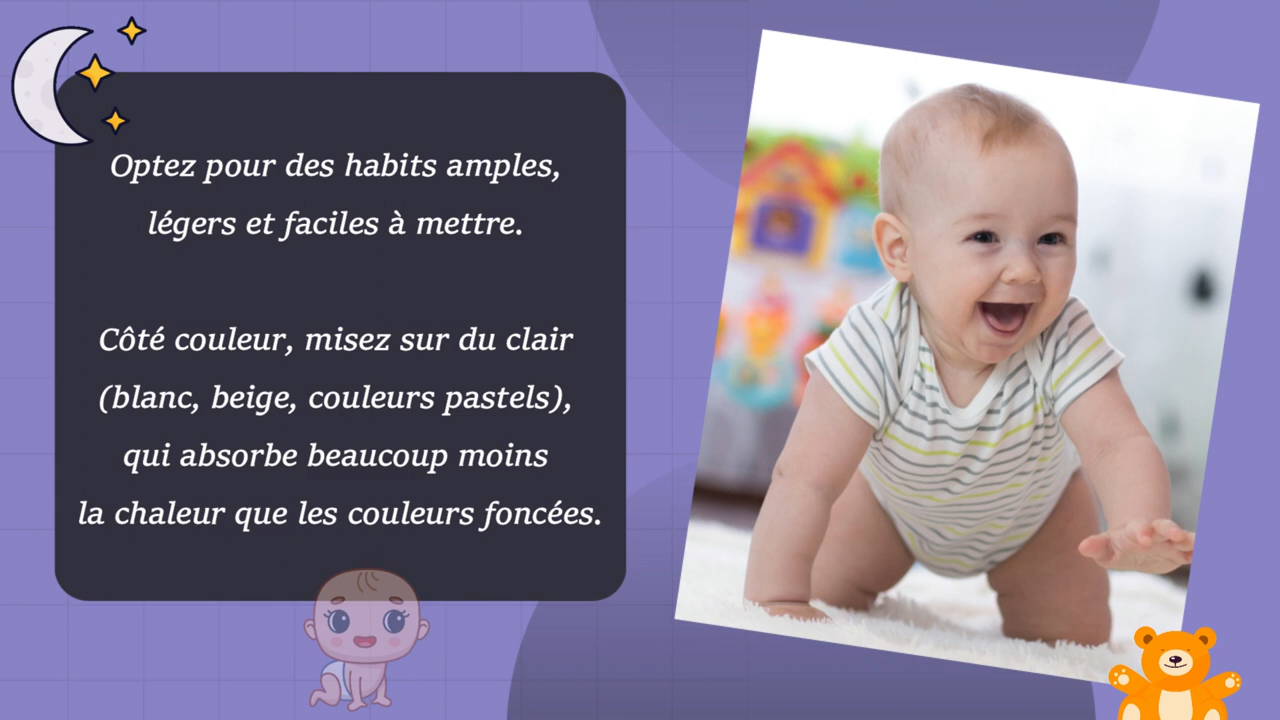 Optez pour des habits amples,
légers et faciles à mettre.
Côté couleur, misez sur du clair
(blanc, beige, couleurs pastels),
qui absorbe beaucoup moins
la chaleur que les couleurs foncées.